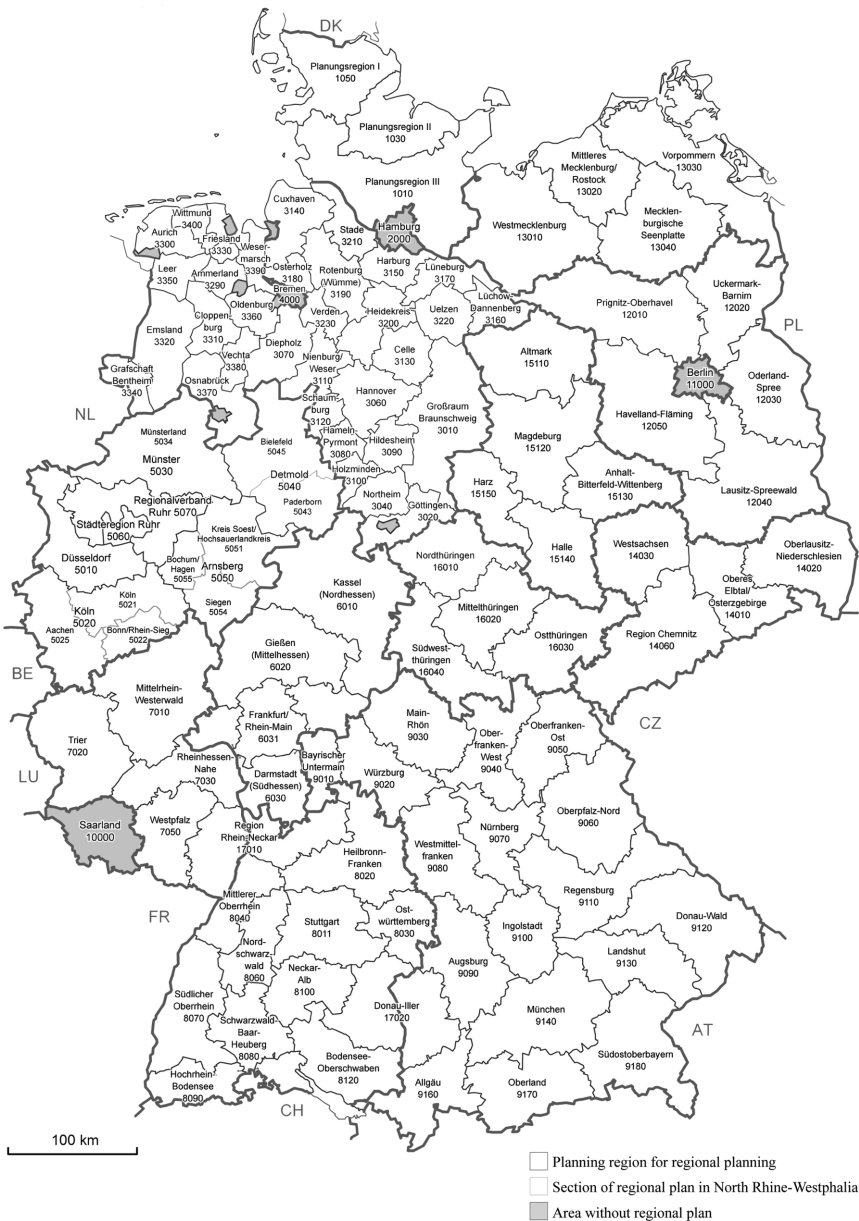 DK
Planungsregion I
1050
Planungsregion II
1030
Planungsregion III
1010
Hamburg
2000
Mittleres
Mecklenburg/
Rostock
13020
Vorpommern
13030
Westmecklenburg
13010
Mecklen-
burgische
Seenplatte
13040
Cuxhaven
3140
Wittmund
3400
Aurich
3300
Friesland
3330
Weser-
marsch
3390
Stade
3210
Osterholz
3180
Rotenburg
(Wümme)
3190
Harburg
3150
Lüneburg
3170
Lüchow-
Dannenberg
3160
Leer
3350
Ammerland
3290
Bremen
4000
Oldenburg
3360
Verden
3230
Heidekreis
3200
Uelzen
3220
Cloppen-
burg
3310
Emsland
3320
Vechta
3380
Diepholz
3070
Nienburg/
Weser
3110
Celle
3130
Grafschaft
Bentheim
3340
Osnabrück
3370
Schaum-
burg
3120
Hannover
3060
Großraum
Braunschweig
3010
Hameln-
Pyrmont
3080
Hildesheim
3090
Holzminden
3100
Northeim
3040
Göttingen
3020
Prignitz-Oberhavel
12010
Uckermark-
Barnim
12020
PL
Berlin
11000
Oderland-
Spree
12030
Havelland-Fläming
12050
Lausitz-Spreewald
12040
Altmark
15110
Magdeburg
15120
Anhalt-
Bitterfeld-Wittenberg
15130
Harz
15150
Halle
15140
NL
Münsterland
5034
Münster
5030
Bielefeld
5045
Detmold
5040
Paderborn
5043
Regionalverband
Ruhr 5070
Städteregion Ruhr
5060
Kreis Soest/
Hochsauerlandkreis
5051
Düsseldorf
5010
Bochum/
Hagen
5055
Arnsberg
5050
Siegen
5054
Köln
5021
Köln
5020
Aachen
5025
Bonn/Rhein-Sieg
5022
Kassel
(Nordhessen)
6010
Gießen
(Mittelhessen)
6020
Nordthüringen
16010
Mittelthüringen
16020
Ostthüringen
16030
Südwest-
thüringen
16040
Westsachsen
14030
Oberes
Elbtal/
Osterzgebirge
14010
Oberlausitz-
Niederschlesien
14020
Region Chemnitz
14060
BE
Mittelrhein-
Westerwald
7010
Trier
7020
LU
Rheinhessen-
Nahe
7030
Frankfurt/
Rhein-Main
6031
Darmstadt
(Südhessen)
6030
Bayrischer
Untermain
9010
Main-
Rhön
9030
Würzburg
9020
Ober-
franken-
West
9040
Oberfranken-
Ost
9050
CZ
Saarland
10000
Westpfalz
7050
Region
Rhein-Neckar
17010
Heilbronn-
Franken
8020
Westmittel-
franken
9080
Nürnberg
9070
Oberpfalz-Nord
9060
FR
Mittlerer
Oberrhein
8040
Stuttgart
8011
Ost-
württemberg
8030
Regensburg
9110
Donau-Wald
9120
Nord-
schwarz
wald
8060
Neckar-
Alb
8100
Augsburg
9090
Ingolstadt
9100
Landshut
9130
Südlicher
Oberrhein
8070
Schwarzwald-
Baar-
Heuberg
8080
Donau-Iller
17020
München
9140
AT
Hochrhein-
Bodensee
8090
Bodensee-
Oberschwaben
8120
Allgäu
9160
Oberland
9170
Südostoberbayern
9180
CH
100 km
Planning region for regional planning
Section of regional plan in North Rhine-Westphalia
Area without regional plan